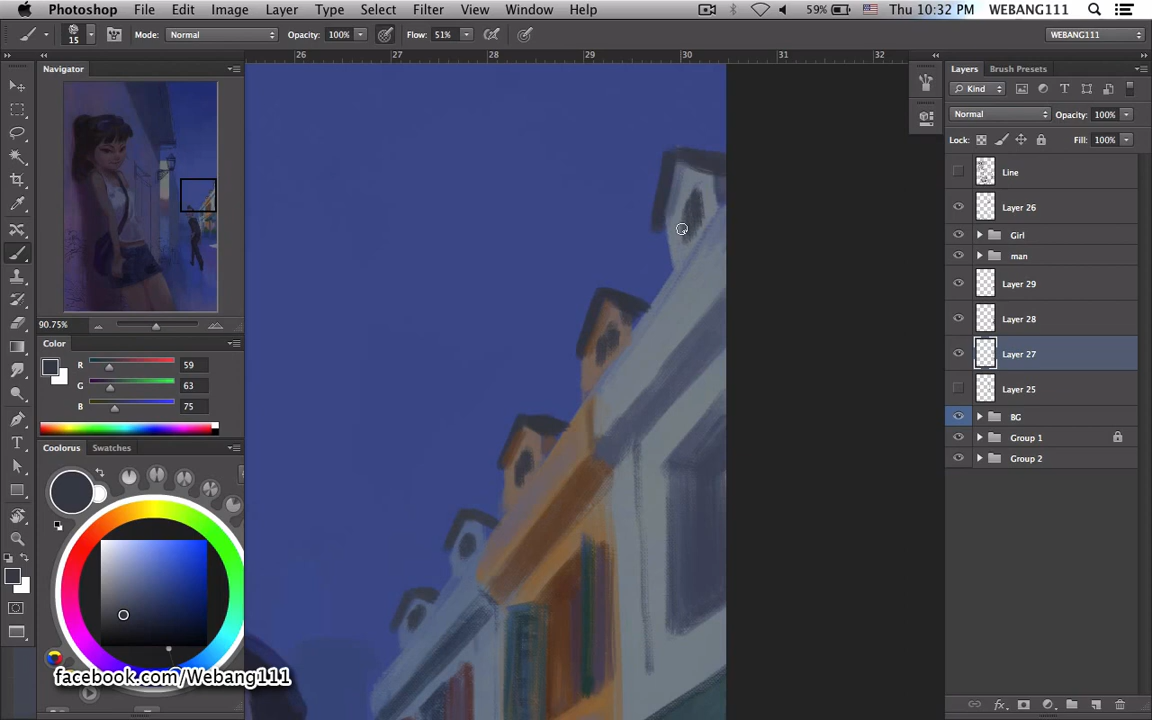 Photoshop File Edit Image Layer Type Select Filter View Window Help 59% Thu 10:32 PM WEBANG111
15 Mode: Normal Opacity: 100% Flow: 51% WEBANG111
26 27 28 29 30 31 32
Navigator
90.75%
Color
R 59
G 63
B 75
Colorus Swatches
facebook.com/Webang111
Layers Brush Presets
Kind
Normal Opacity: 100%
Lock: Fill: 100%
Line
Layer 26
Girl
man
Layer 29
Layer 28
Layer 27
Layer 25
BG
Group 1
Group 2
fx